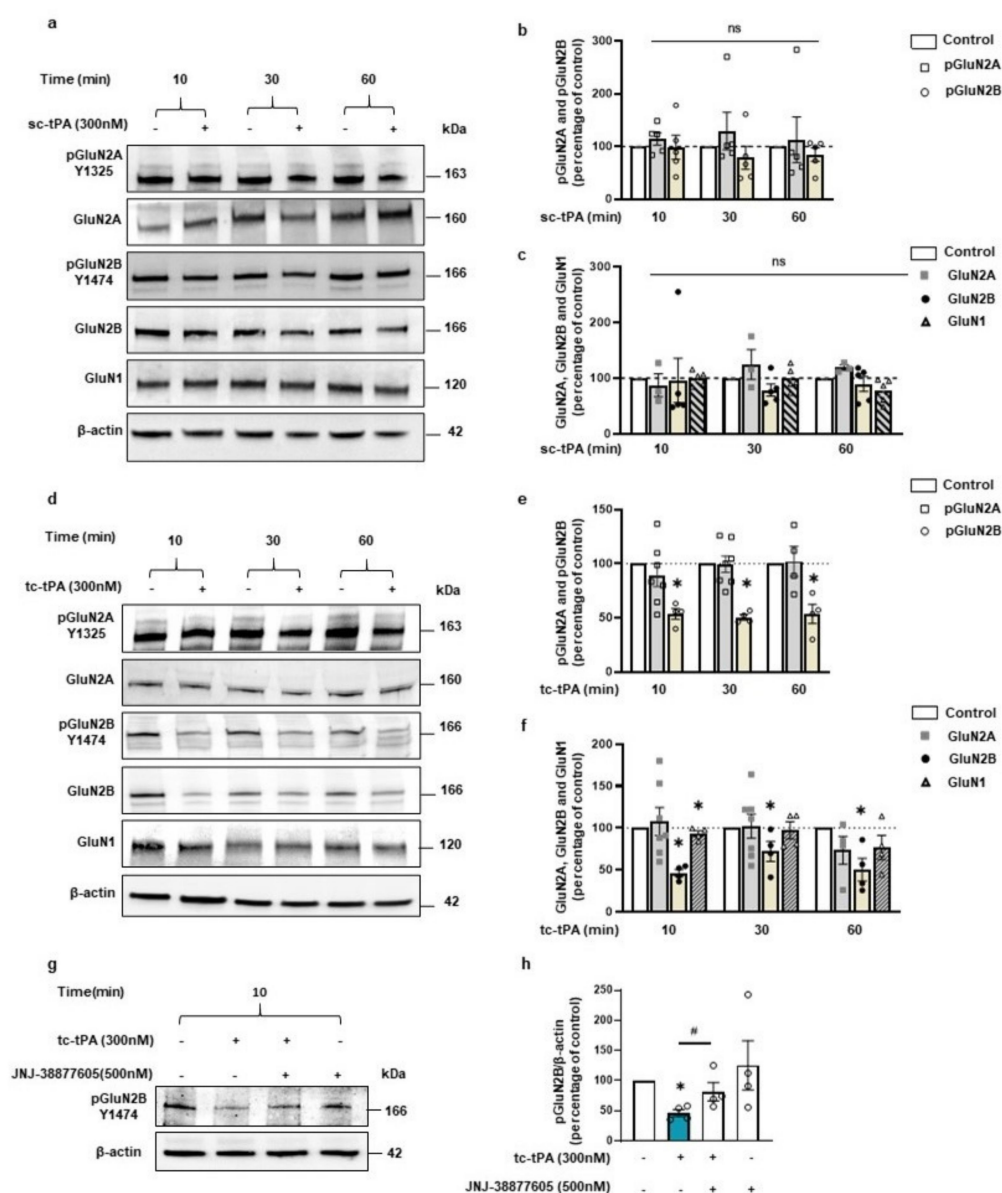 a
Time (min)
10 30 60
sc-tPA (300nM) - + - + - + kDa
pGluN2A
Y1325 163
GluN2A 160
pGluN2B
Y1474 166
GluN2B 166
GluN1 120
β-actin 42
b
ns
pGluN2A and pGluN2B
(percentage of control)
300
200
100
0
10 30 60
sc-tPA (min)
Control
pGluN2A
pGluN2B
c
ns
GluN2A, GluN2B and GluN1
(percentage of control)
300
200
100
0
10 30 60
sc-tPA (min)
Control
GluN2A
GluN2B
GluN1
d
Time (min)
10 30 60
tc-tPA (300nM) - + - + - + kDa
pGluN2A
Y1325 163
GluN2A 160
pGluN2B
Y1474 166
GluN2B 166
GluN1 120
β-actin 42
e
pGluN2A and pGluN2B
(percentage of control)
150
100
50
0
* * *
10 30 60
tc-tPA (min)
Control
pGluN2A
pGluN2B
f
GluN2A, GluN2B and GluN1
(percentage of control)
200
150
100
50
0
* * * *
10 30 60
tc-tPA (min)
Control
GluN2A
GluN2B
GluN1
g
Time(min) 10
tc-tPA (300nM) - + + -
JNJ-38877605(500nM) - - + + kDa
pGluN2B
Y1474 166
β-actin 42
h
pGluN2B/β-actin
(percentage of control)
250
200
150
100
50
0
#
*
tc-tPA (300nM) - + + -
JNJ-38877605 (500nM) - - + +